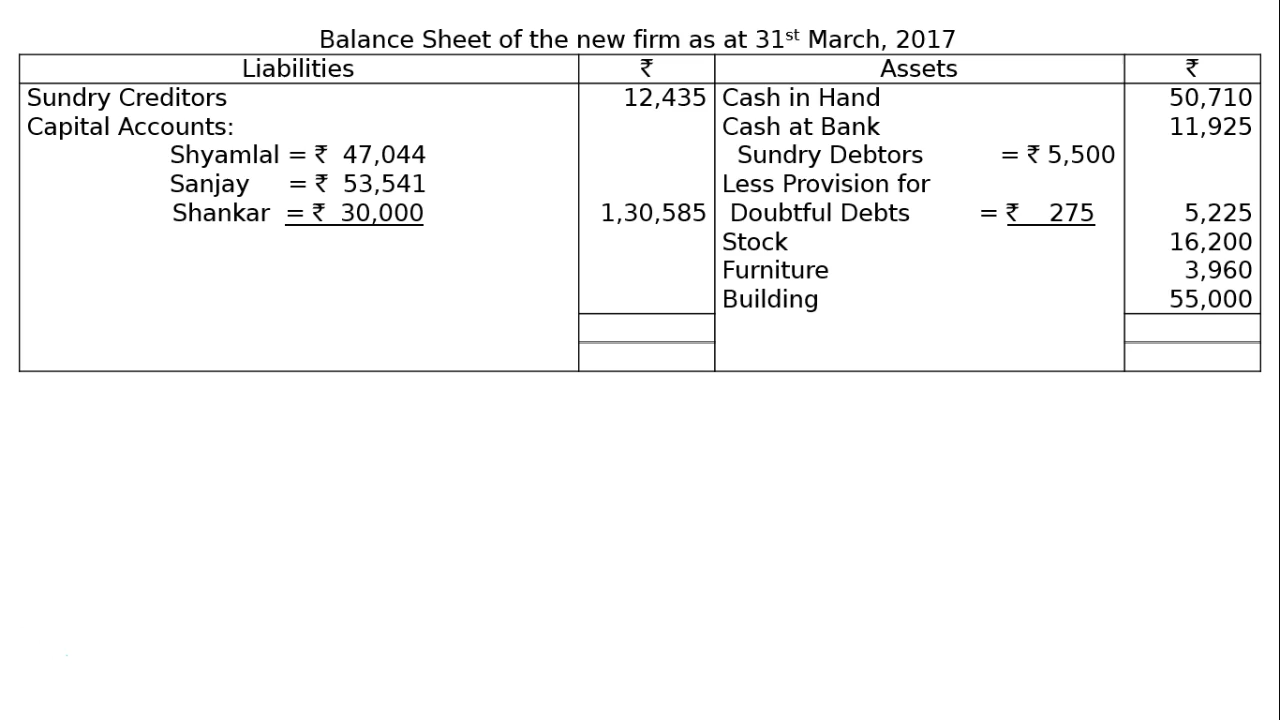 Balance Sheet of the new firm as at 31st March, 2017
Liabilities ₹ Assets ₹
Sundry Creditors 12,435 Cash in Hand 50,710
Capital Accounts: Cash at Bank 11,925
Shyamlal = ₹ 47,044 Sundry Debtors = ₹ 5,500
Sanjay = ₹ 53,541 Less Provision for
Shankar = ₹ 30,000 1,30,585 Doubtful Debts = ₹ 275 5,225
Stock 16,200
Furniture 3,960
Building 55,000